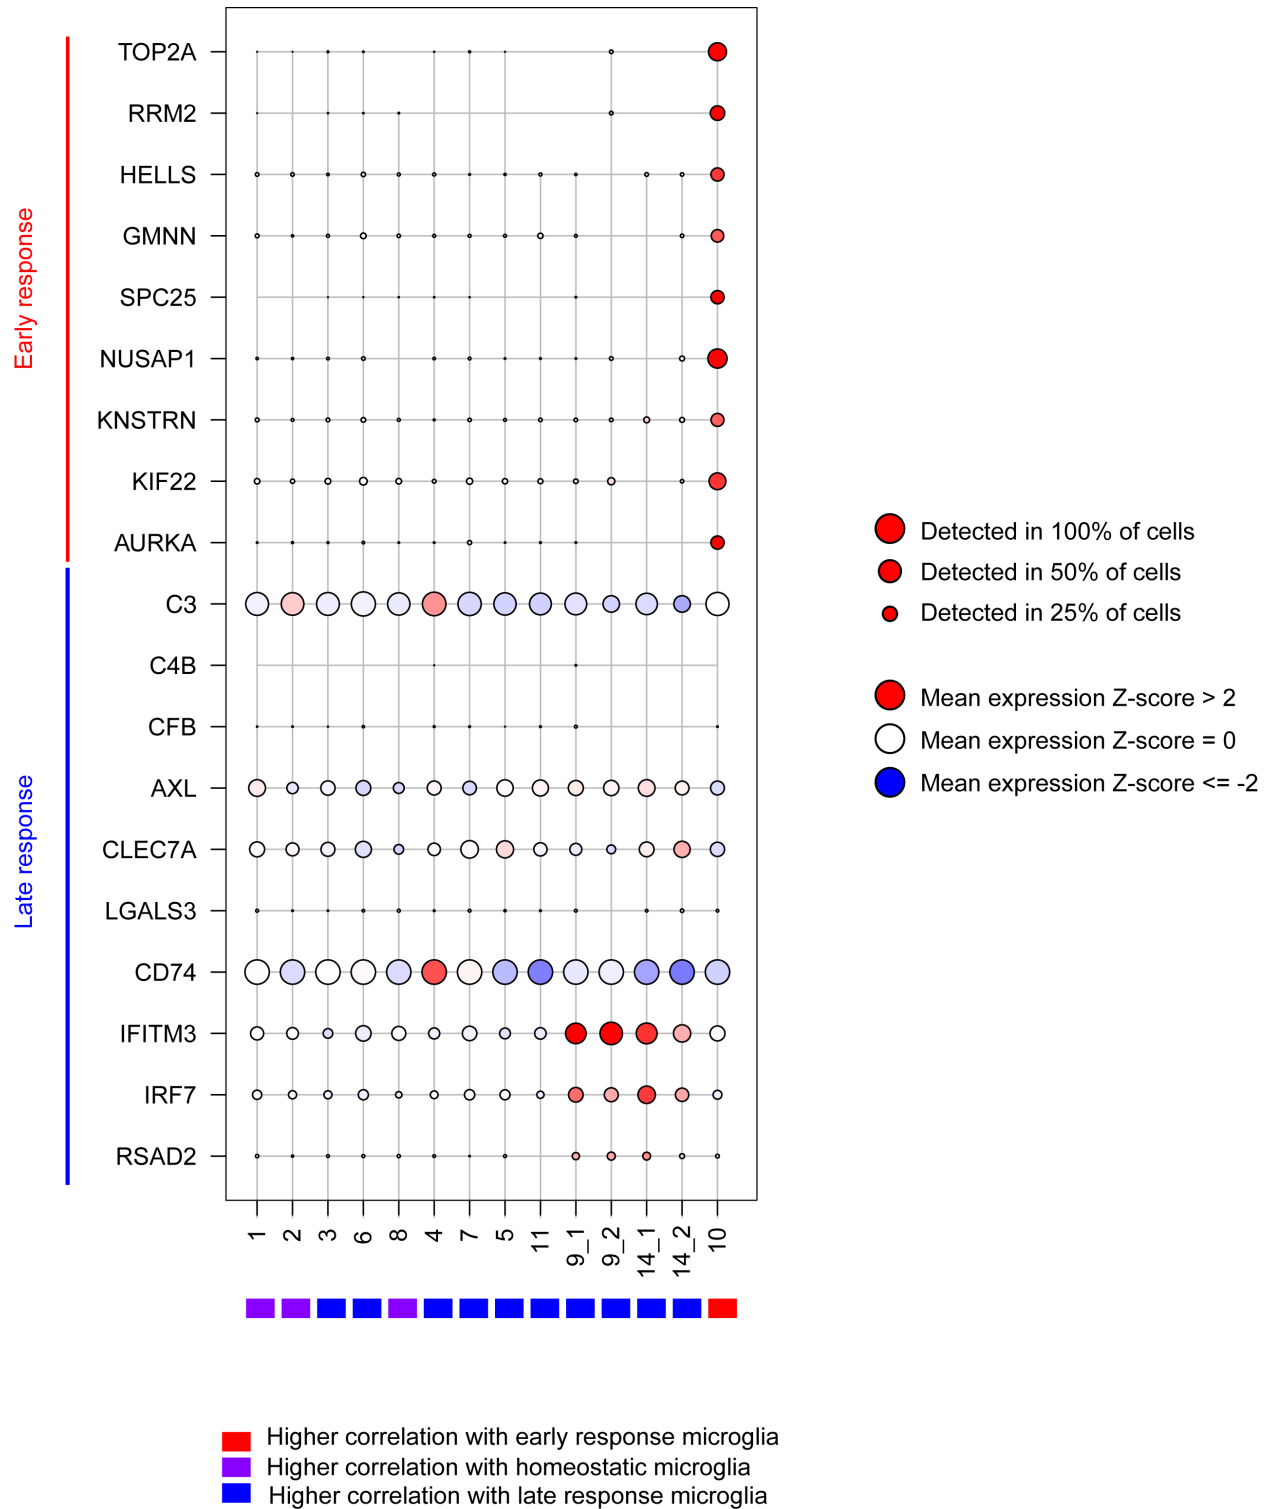 Early response
TOP2A
RRM2
HELLS
GMNN
SPC25
NUSAP1
KNSTRN
KIF22
AURKA
Late response
C3
C4B
CFB
AXL
CLEC7A
LGALS3
CD74
IFITM3
IRF7
RSAD2
1 2 3 6 8 4 7 5 11 9_1 9_2 14_1 14_2 10
Detected in 100% of cells
Detected in 50% of cells
Detected in 25% of cells
Mean expression Z-score > 2
Mean expression Z-score = 0
Mean expression Z-score <= -2
Higher correlation with early response microglia
Higher correlation with homeostatic microglia
Higher correlation with late response microglia